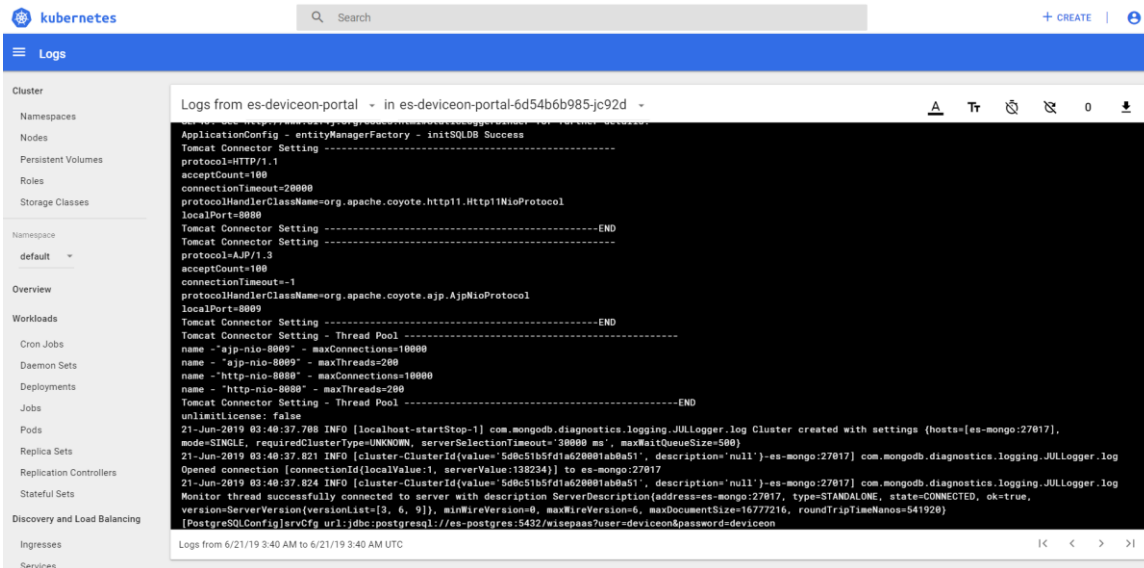 kubernetes
Search
+ CREATE
Logs
Cluster
Namespaces
Nodes
Persistent Volumes
Roles
Storage Classes
Namespace
default
Overview
Workloads
Cron Jobs
Daemon Sets
Deployments
Jobs
Pods
Replica Sets
Replication Controllers
Stateful Sets
Discovery and Load Balancing
Ingresses
Services
Logs from es-deviceon-portal in es-deviceon-portal-6d54b6b985-jc92d
A Tт 0
ApplicationConfig - entityManagerFactory - initSQLDB Success
Tomcat Connector Setting ---------------------------------------------------
protocol=HTTP/1.1
acceptCount=100
connectionTimeout=20000
protocolHandlerClassName=org.apache.coyote.http11.Http11NioProtocol
localPort=8080
Tomcat Connector Setting ------------------------------------------------END
Tomcat Connector Setting ---------------------------------------------------
protocol=AJP/1.3
acceptCount=100
connectionTimeout=-1
protocolHandlerClassName=org.apache.coyote.ajp.AjpNioProtocol
localPort=8009
Tomcat Connector Setting ------------------------------------------------END
Tomcat Connector Setting - Thread Pool ------------------------------------------------
name -"ajp-nio-8009" - maxConnections=10000
name - "ajp-nio-8009" - maxThreads=200
name -"http-nio-8080" - maxConnections=10000
name - "http-nio-8080" - maxThreads=200
Tomcat Connector Setting - Thread Pool ------------------------------------------------END
unlimitLicense: false
21-Jun-2019 03:40:37.708 INFO [localhost-startStop-1] com.mongodb.diagnostics.logging.JULLogger.log Cluster created with settings {hosts=[es-mongo:27017],
mode=SINGLE, requiredClusterType=UNKNOWN, serverSelectionTimeout='30000 ms', maxWaitQueueSize=500}
21-Jun-2019 03:40:37.821 INFO [cluster-ClusterId{value='5d0c51b5fd1a620001ab0a51', description='null'}-es-mongo:27017] com.mongodb.diagnostics.logging.JULLogger.log
Opened connection [connectionId{localValue:1, serverValue:138234}] to es-mongo:27017
21-Jun-2019 03:40:37.824 INFO [cluster-ClusterId{value='5d0c51b5fd1a620001ab0a51', description='null'}-es-mongo:27017] com.mongodb.diagnostics.logging.JULLogger.log
Monitor thread successfully connected to server with description ServerDescription{address=es-mongo:27017, type=STANDALONE, state=CONNECTED, ok=true,
version=ServerVersion{versionList=[3, 6, 9]}, minWireVersion=0, maxWireVersion=6, maxDocumentSize=16777216, roundTripTimeNanos=541920}
[PostgreSQLConfig]srvCfg url:jdbc:postgresql://es-postgres:5432/wisepaas?user=deviceon&password=deviceon
Logs from 6/21/19 3:40 AM to 6/21/19 3:40 AM UTC